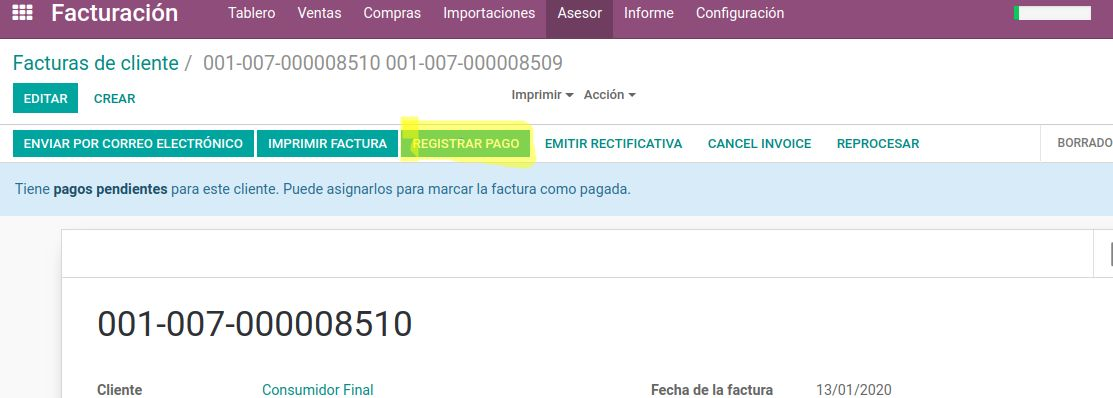 Facturación Tablero Ventas Compras Importaciones Asesor Informe Configuración
Facturas de cliente / 001-007-000008510 001-007-000008509
EDITAR CREAR Imprimir Acción
ENVIAR POR CORREO ELECTRÓNICO IMPRIMIR FACTURA REGISTRAR PAGO EMITIR RECTIFICATIVA CANCEL INVOICE REPROCESAR BORRADO
Tiene pagos pendientes para este cliente. Puede asignarlos para marcar la factura como pagada.
001-007-000008510
Cliente Consumidor Final Fecha de la factura 13/01/2020